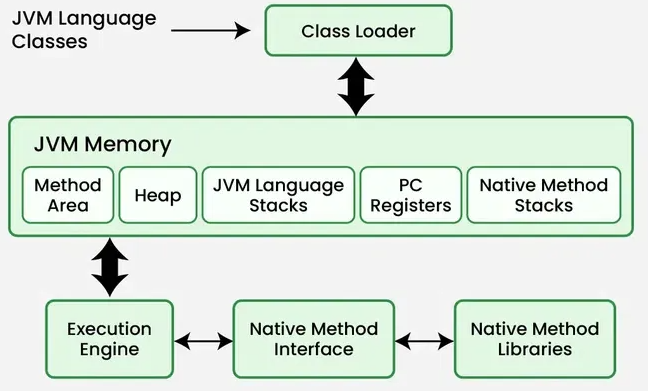 JVM Language
Classes
Class Loader
JVM Memory
Method
Area
Heap
JVM Language
Stacks
PC
Registers
Native Method
Stacks
Execution
Engine
Native Method
Interface
Native Method
Libraries